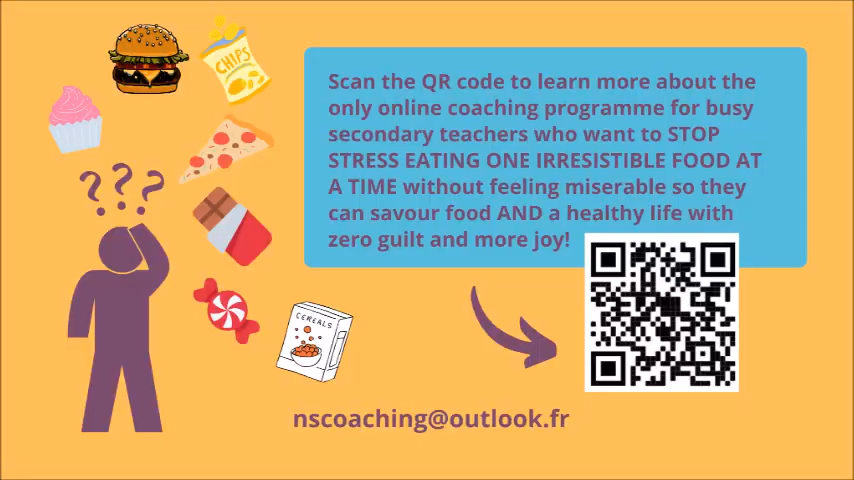 CHIPS
Scan the QR code to learn more about the
only online coaching programme for busy
secondary teachers who want to STOP
STRESS EATING ONE IRRESISTIBLE FOOD AT
A TIME without feeling miserable so they
can savour food AND a healthy life with
zero guilt and more joy!
???
CEREALS
nscoaching@outlook.fr